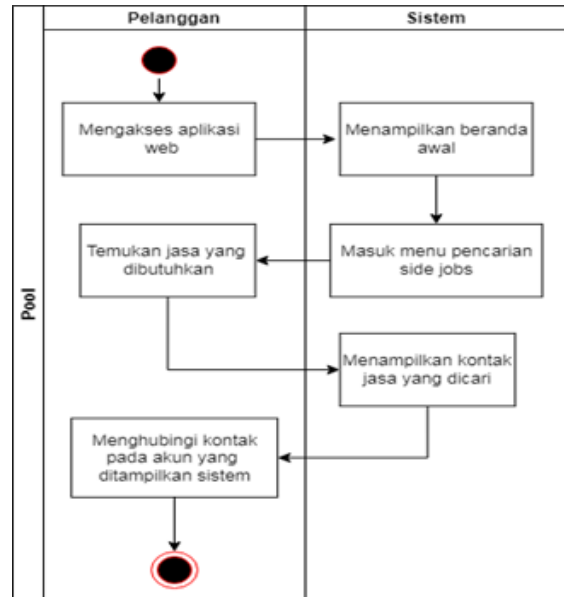 Pelanggan
Sistem
Pool
Mengakses aplikasi
web
Menampilkan beranda
awal
Temukan jasa yang
dibutuhkan
Masuk menu pencarian
side jobs
Menampilkan kontak
jasa yang dicari
Menghubingi kontak
pada akun yang
ditampilkan sistem